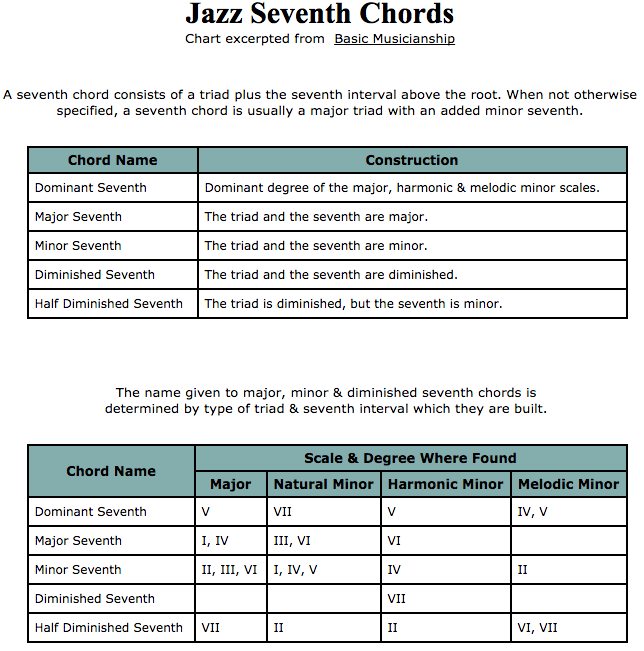 Jazz Seventh Chords
Chart excerpted from Basic Musicianship
A seventh chord consists of a triad plus the seventh interval above the root. When not otherwise
specified, a seventh chord is usually a major triad with an added minor seventh.
Chord Name Construction
Dominant Seventh Dominant degree of the major, harmonic & melodic minor scales.
Major Seventh The triad and the seventh are major.
Minor Seventh The triad and the seventh are minor.
Diminished Seventh The triad and the seventh are diminished.
Half Diminished Seventh The triad is diminished, but the seventh is minor.
The name given to major, minor & diminished seventh chords is
determined by type of triad & seventh interval which they are built.
Chord Name Scale & Degree Where Found
Major Natural Minor Harmonic Minor Melodic Minor
Dominant Seventh V VII V IV, V
Major Seventh I, IV III, VI VI
Minor Seventh II, III, VI I, IV, V IV II
Diminished Seventh VII
Half Diminished Seventh VII II II VI, VII